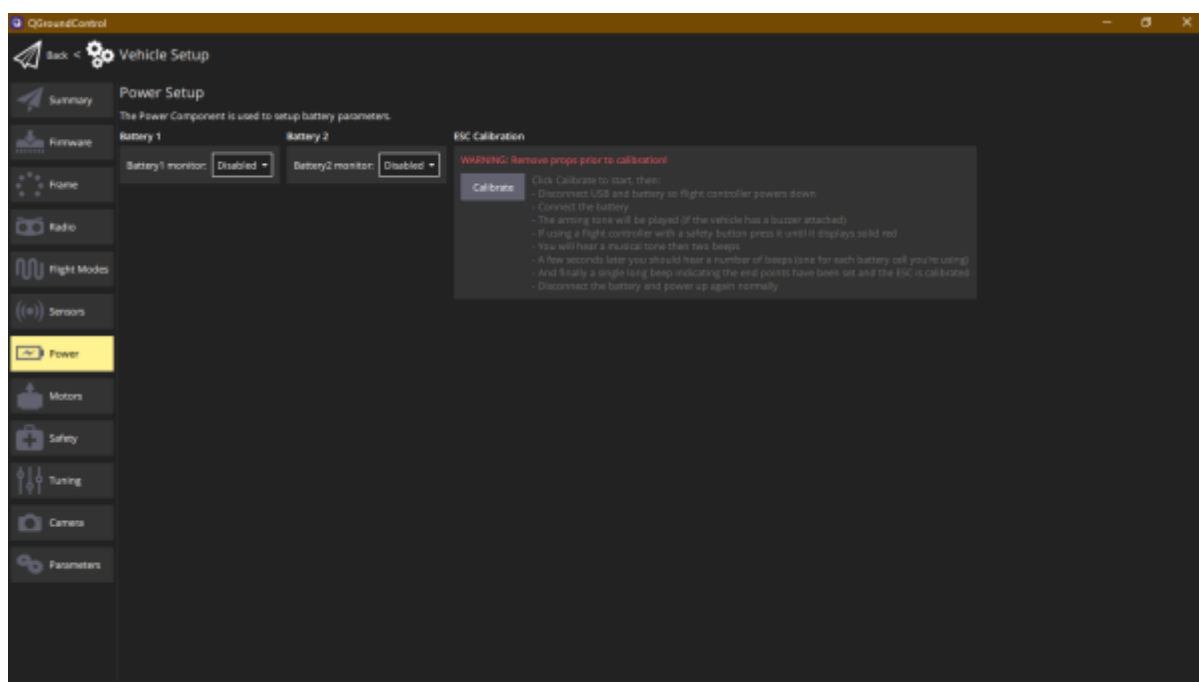 QGroundControl
Back < Vehicle Setup
Summary
Firmware
Frame
Radio
Flight Modes
Sensors
Power
Motors
Safety
Tuning
Camera
Parameters
Power Setup
The Power Component is used to setup battery parameters.
Battery 1
Battery1 monitor: Disabled
Battery 2
Battery2 monitor: Disabled
ESC Calibration
WARNING: Remove props prior to calibration!
Calibrate
Click Calibrate to start, then:
- Disconnect USB and battery so flight controller powers down
- Connect the battery
- The arming tone will be played (if the vehicle has a buzzer attached)
- If using a flight controller with a safety button press it until it displays solid red
- You will hear a musical tone then two beeps
- A few seconds later you should hear a number of beeps (one for each battery cell you're using)
- And finally a single long beep indicating the end points have been set and the ESC is calibrated
- Disconnect the battery and power up again normally